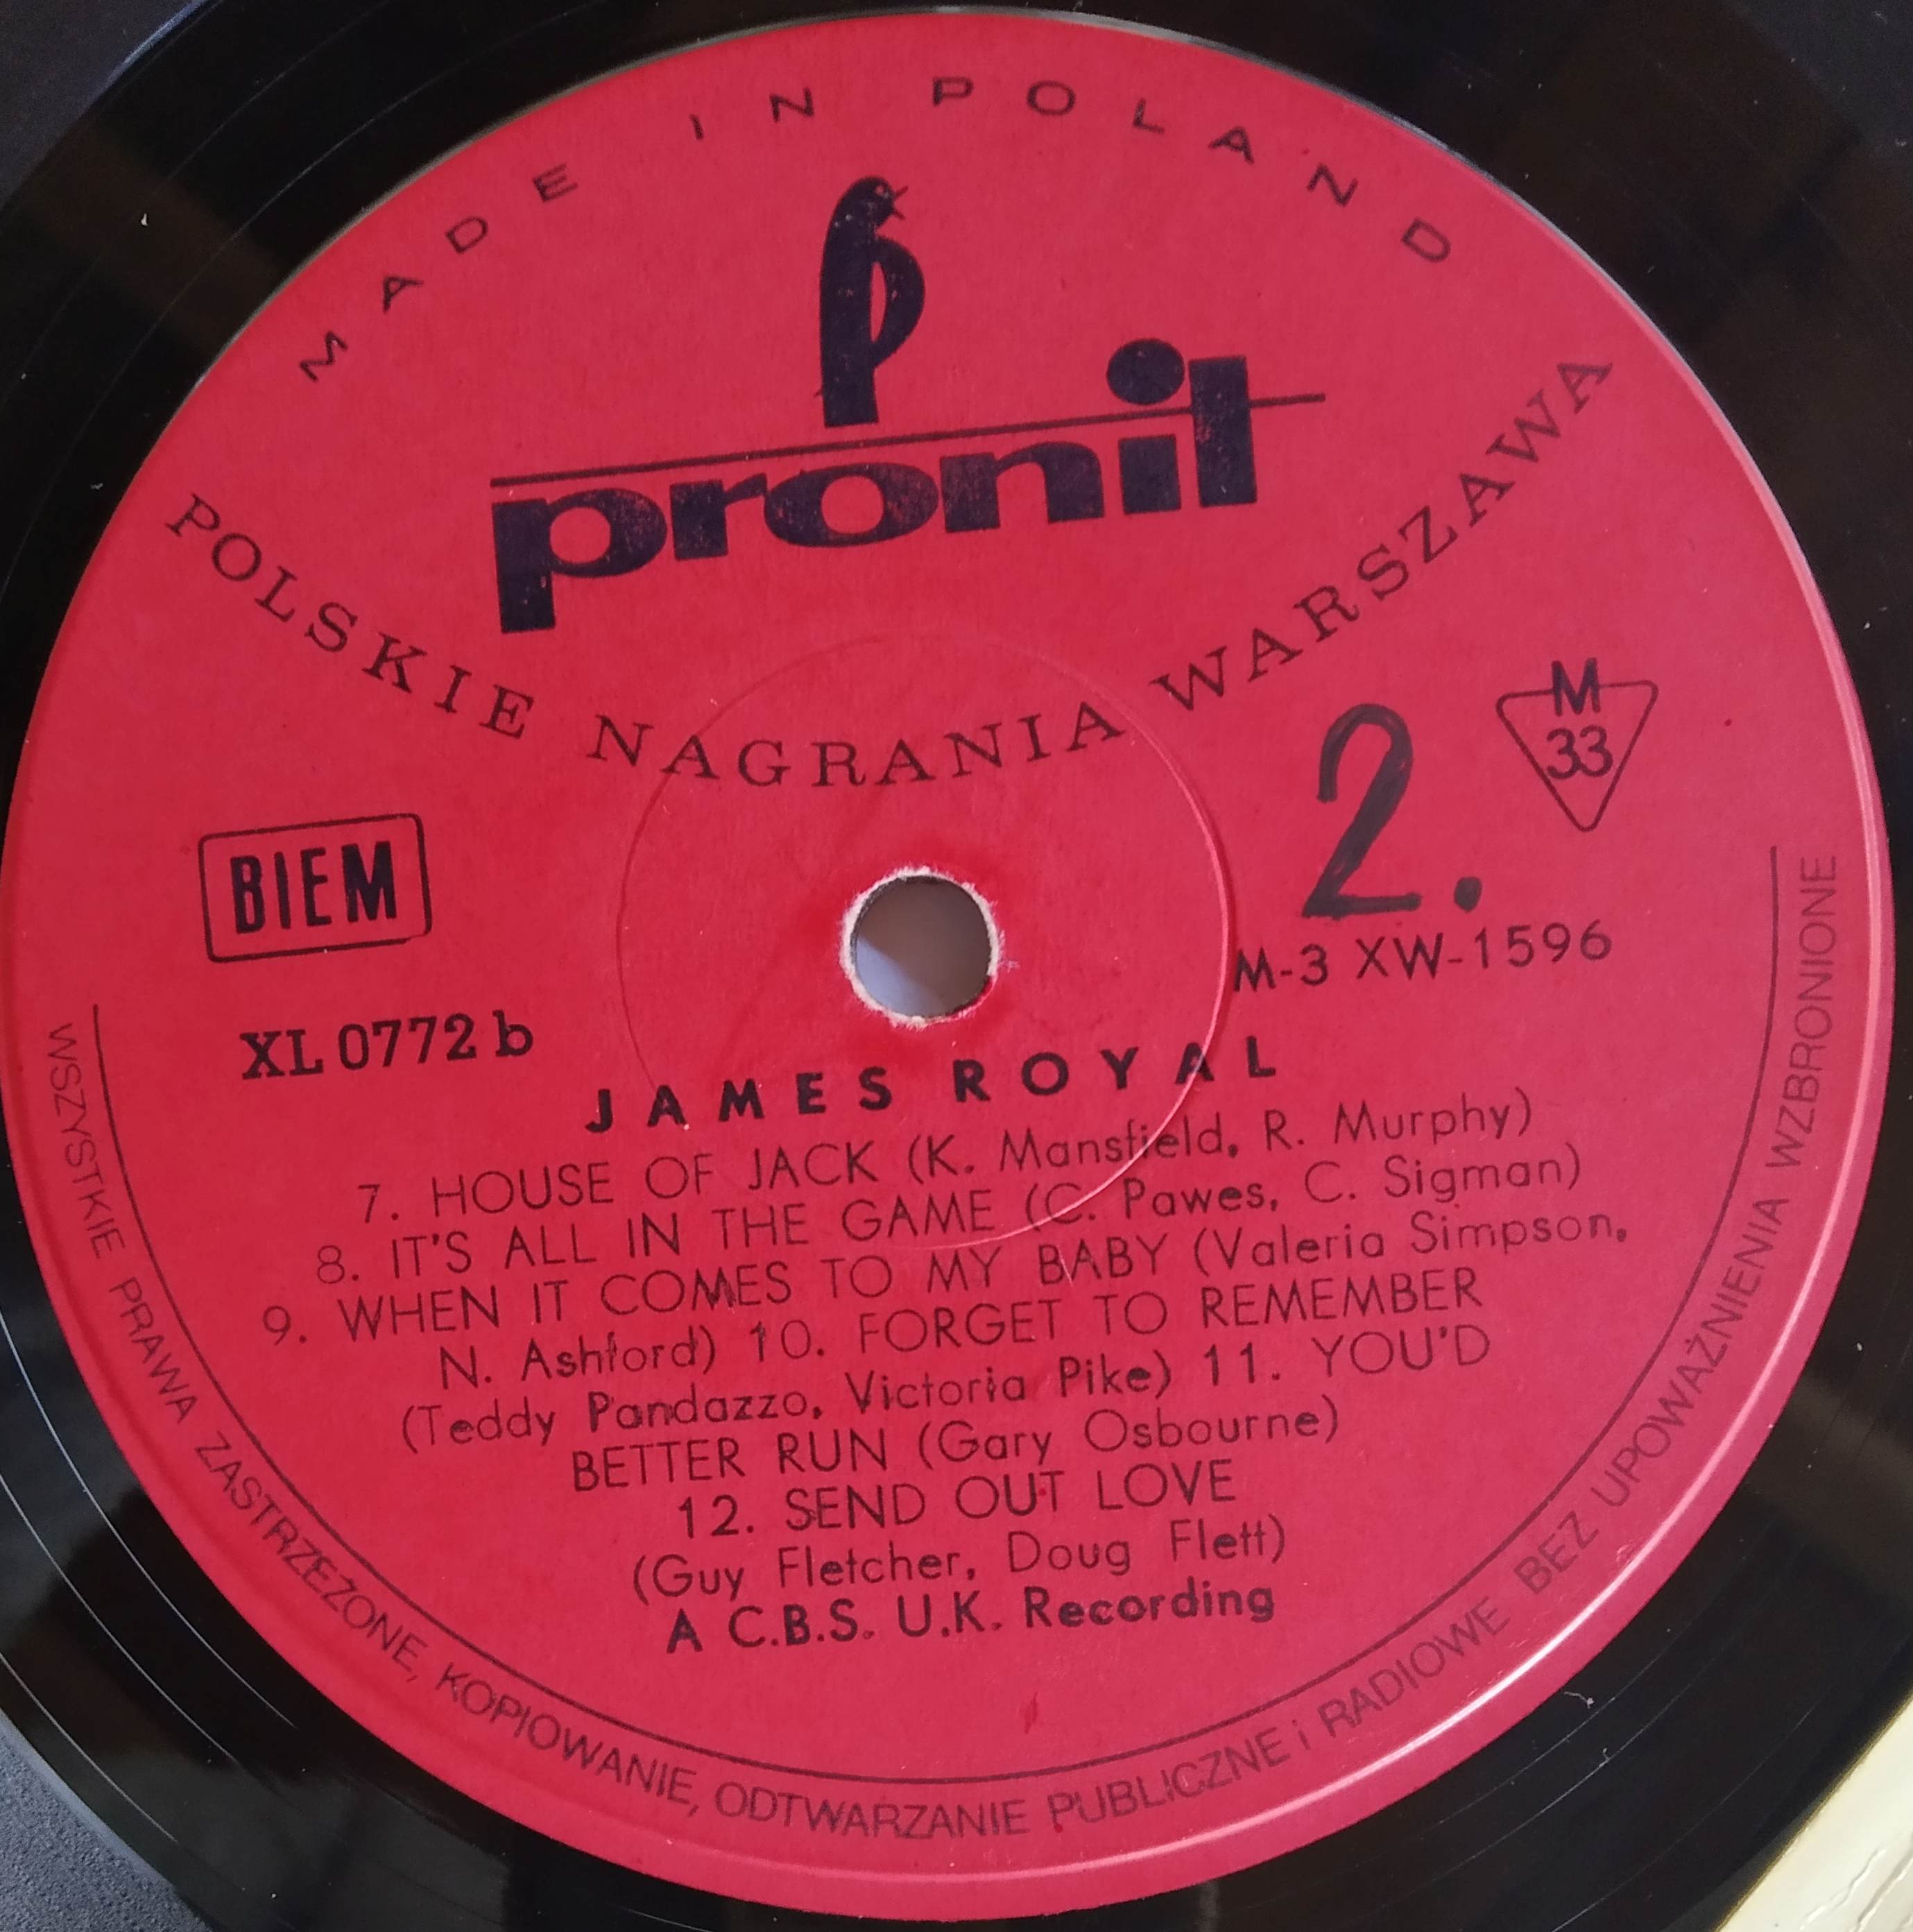 MADE IN POLAND
pronit
POLSKIE NAGRANIA WARSZAWA
M
33
2.
BIEM
M-3 XW-1596
XL 0772 b
JAMES ROYAL
7. HOUSE OF JACK (K. Mansfield, R. Murphy)
8. IT'S ALL IN THE GAME (C. Pawes, C. Sigman)
9. WHEN IT COMES TO MY BABY (Valeria Simpson,
N. Ashford) 10. FORGET TO REMEMBER
(Teddy Pandazzo, Victoria Pike) 11. YOU'D
BETTER RUN (Gary Osbourne)
12. SEND OUT LOVE
(Guy Fletcher, Doug Flett)
A C.B.S. U.K. Recording
WSZYSTKIE PRAWA ZASTRZEŻONE, KOPIOWANIE, ODTWARZANIE PUBLICZNE i RADIOWE BEZ UPOWAŻNIENIA WZBRONIONE